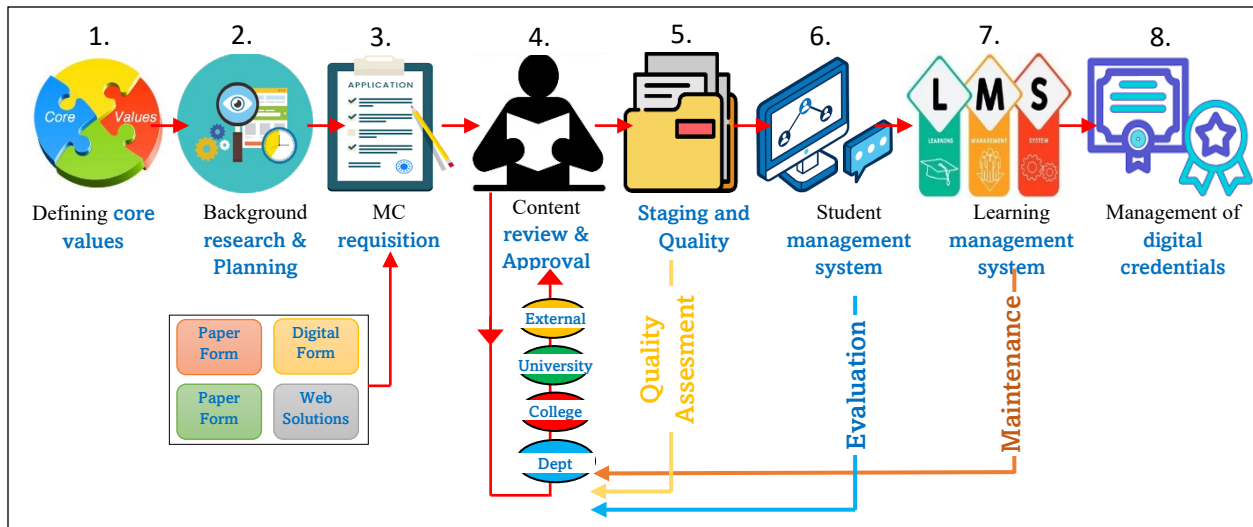 1.
2.
3.
4.
5.
6.
7.
8.
Core
Values
APPLICATION
L
M
S
LEARNING
MANAGEMENT
SYSTEM
Defining core
values
Background
research &
Planning
MC
requisition
Content
review &
Approval
Staging and
Quality
Student
management
system
Learning
management
system
Management of
digital
credentials
Paper
Form
Digital
Form
Paper
Form
Web
Solutions
External
University
College
Dept
Quality
Assesment
Evaluation
Maintenance